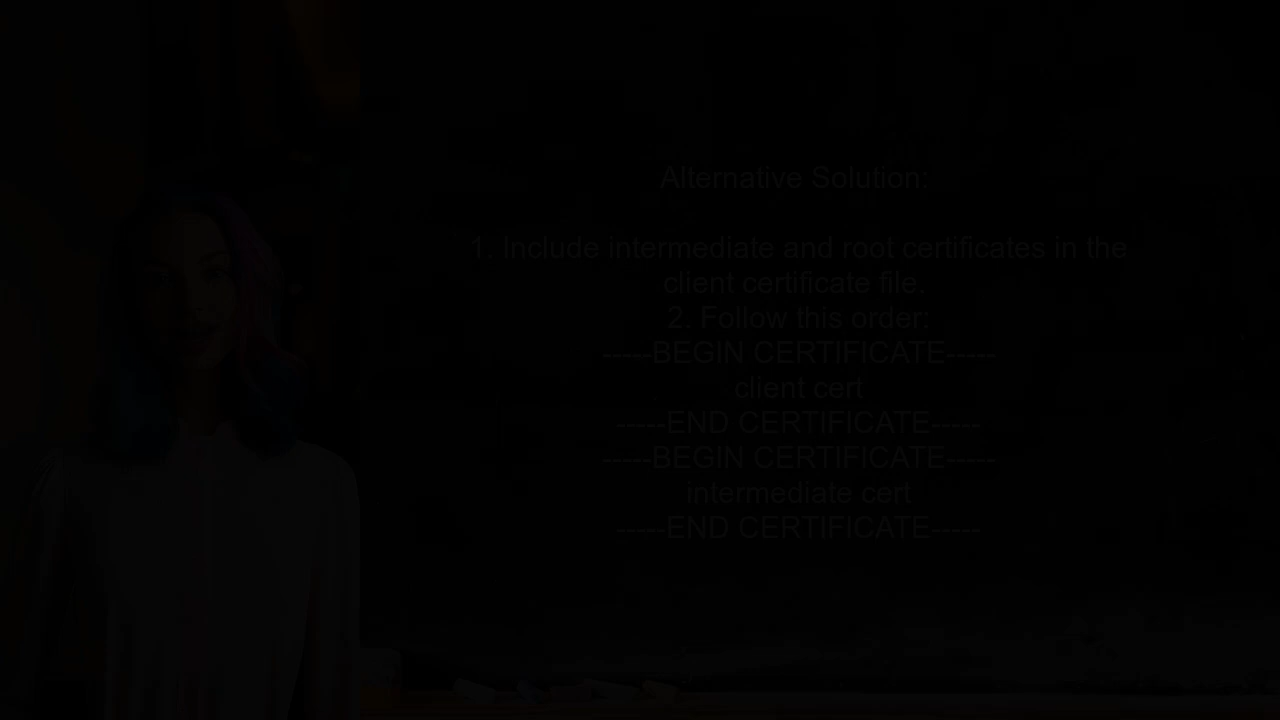 Alternative Solution:
1. Include intermediate and root certificates in the
client certificate file.
2. Follow this order:
-----BEGIN CERTIFICATE-----
client cert
-----END CERTIFICATE-----
-----BEGIN CERTIFICATE-----
intermediate cert
-----END CERTIFICATE-----